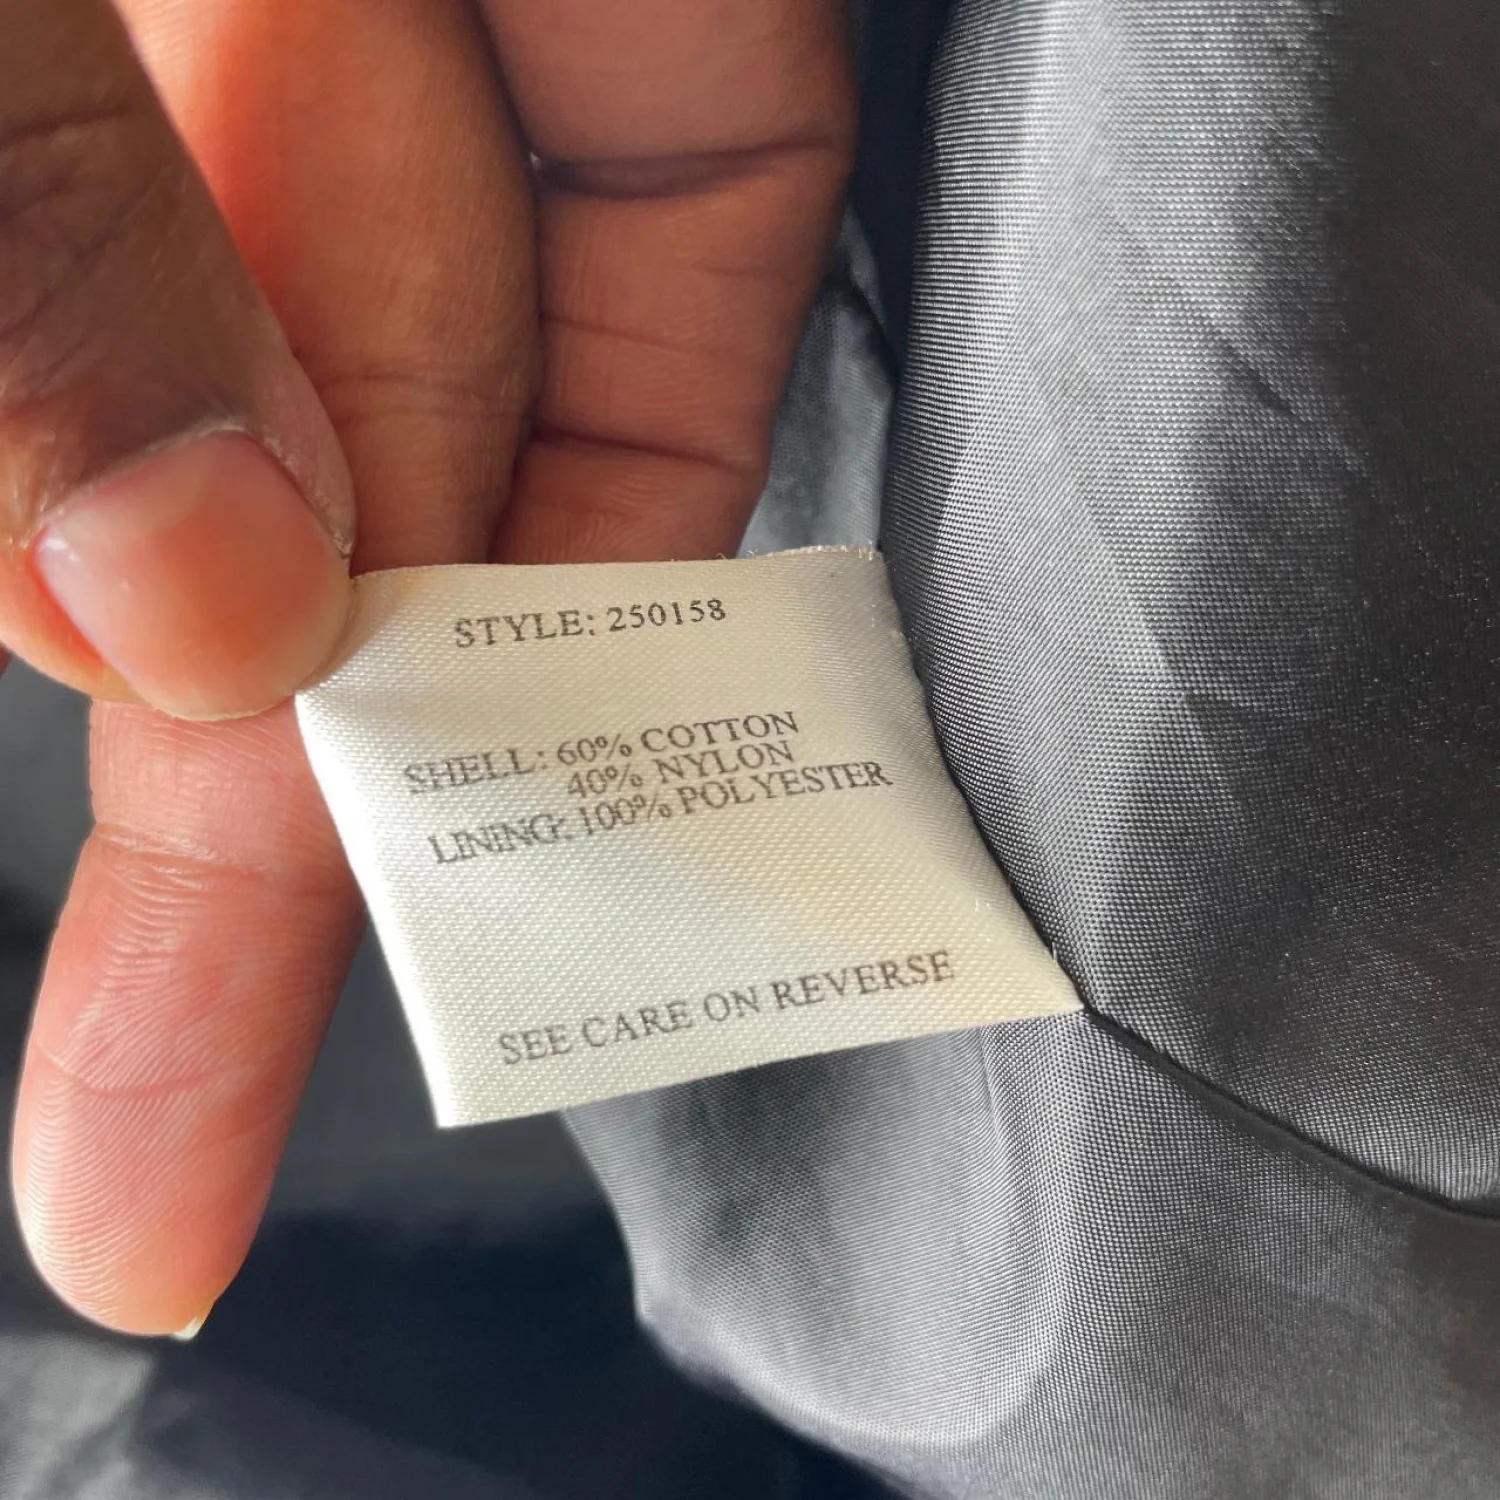 STYLE: 250158
SHELL: 60% COTTON
40% NYLON
LINING: 100% POLYESTER
SEE CARE ON REVERSE